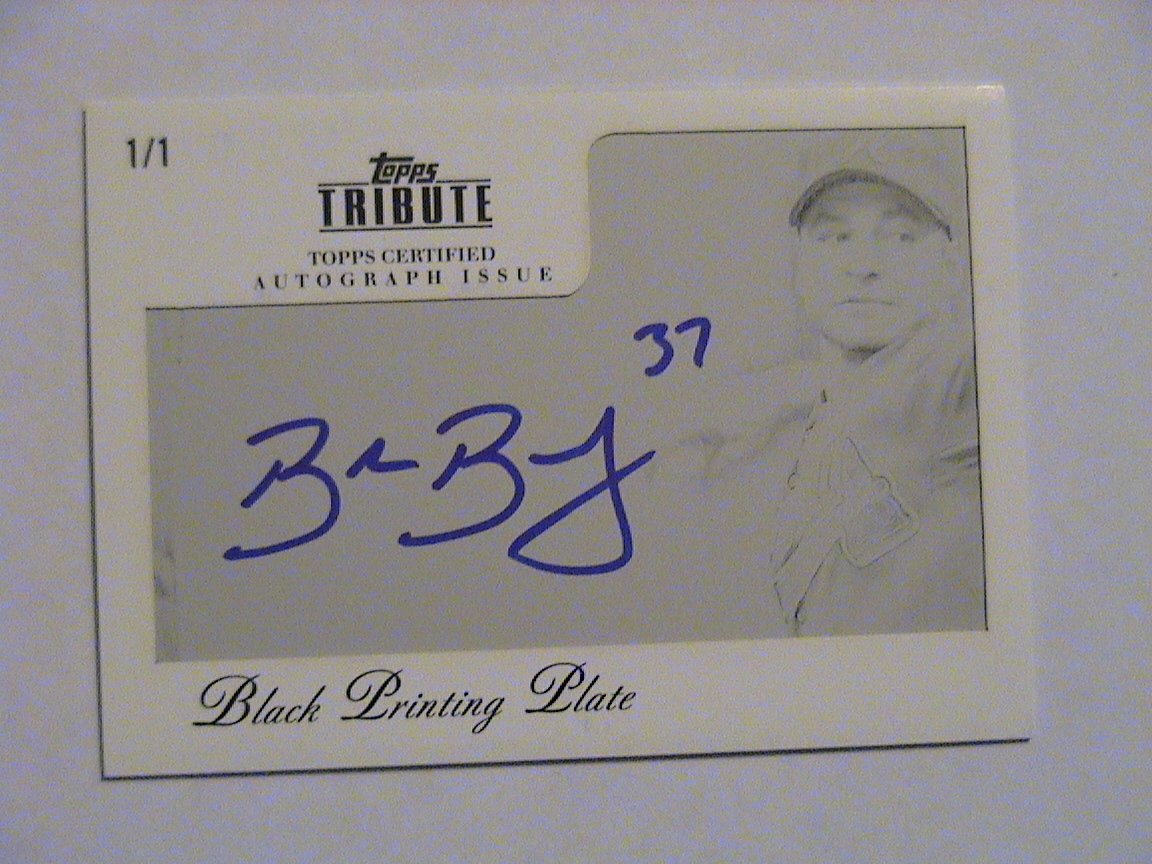 1/1
Topps
TRIBUTE
TOPPS CERTIFIED
AUTOGRAPH ISSUE
37
Black Printing Plate